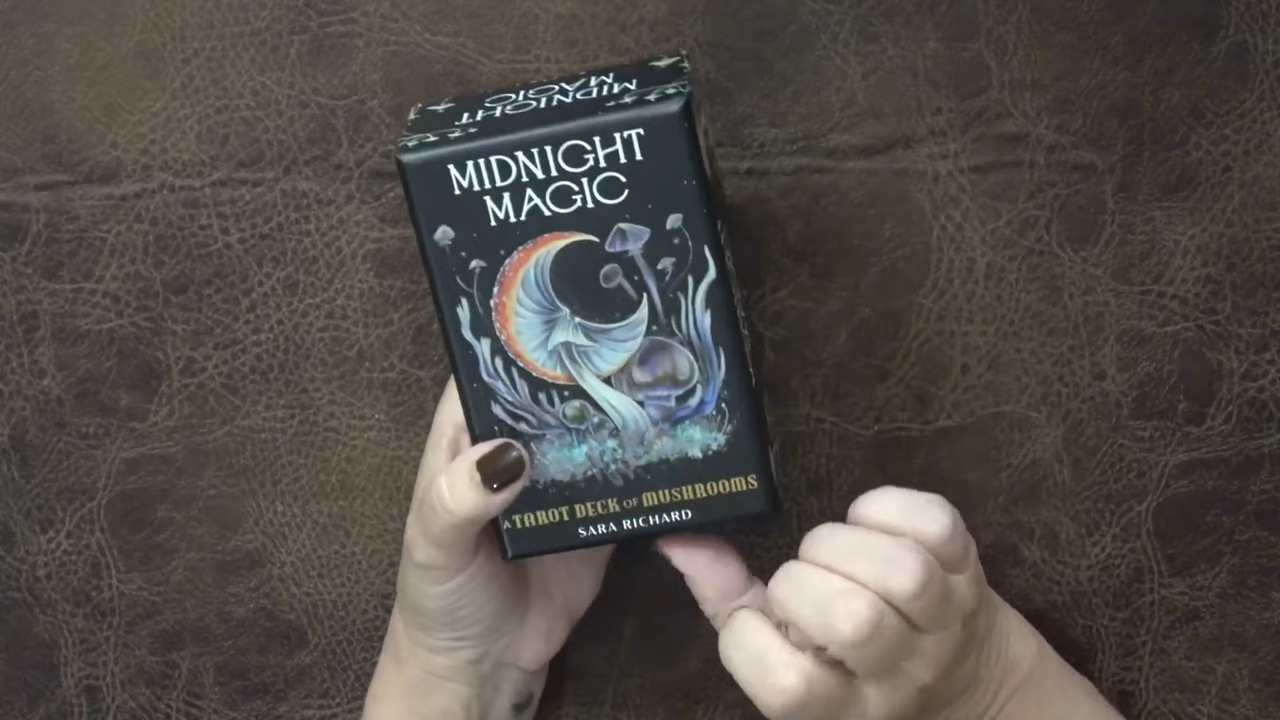 MIDNIGHT
MAGIC
MIDNIGHT
MAGIC
A TAROT DECK OF MUSHROOMS
SARA RICHARD